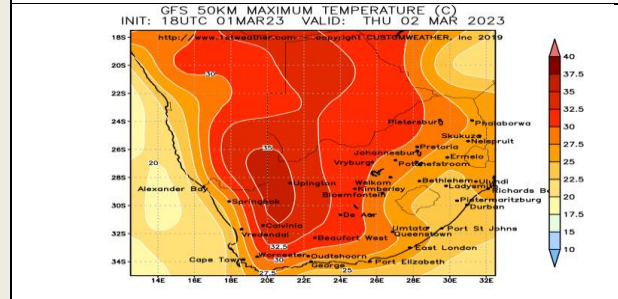 GFS 50KM MAXIMUM TEMPERATURE (C)
INIT: 18UTC 01MAR23 VALID: THU 02 MAR 2023
http://www.1stweather.com - copyright CUSTOMWEATHER, Inc 2019
18S
20S
22S
24S
26S
28S
30S
32S
34S
14E 16E 18E 20E 22E 24E 26E 28E 30E 32E
30
35
20
32.5
30
27.5
25
Pietersburg Phalaborwa
Skukuza
Nelspruit
Pretoria
Johannesburg
Ermelo
Vryburg Potchefstroom
Alexander Bay
Upington
Welkom
Kimberley
Bethlehem Ulundi
Ladysmith
Richards B
Bloemfontein
Springbok
Pietermaritzburg
Durban
De Aar
Calvinia
Vredendal
Umtata Port St Johns
Queenstown
Beaufort West
East London
Cape Town Worcester Oudtshoorn
George Port Elizabeth
40
37.5
35
32.5
30
27.5
25
22.5
20
17.5
15
10